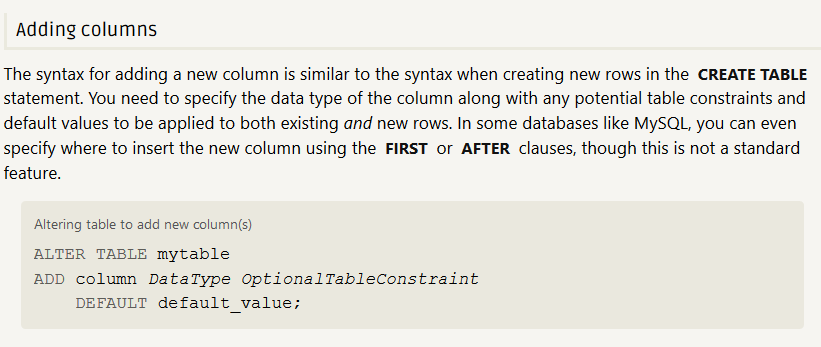 Adding columns
The syntax for adding a new column is similar to the syntax when creating new rows in the CREATE TABLE
statement. You need to specify the data type of the column along with any potential table constraints and
default values to be applied to both existing and new rows. In some databases like MySQL, you can even
specify where to insert the new column using the FIRST or AFTER clauses, though this is not a standard
feature.
Altering table to add new column(s)
ALTER TABLE mytable
ADD column DataType OptionalTableConstraint
    DEFAULT default_value;